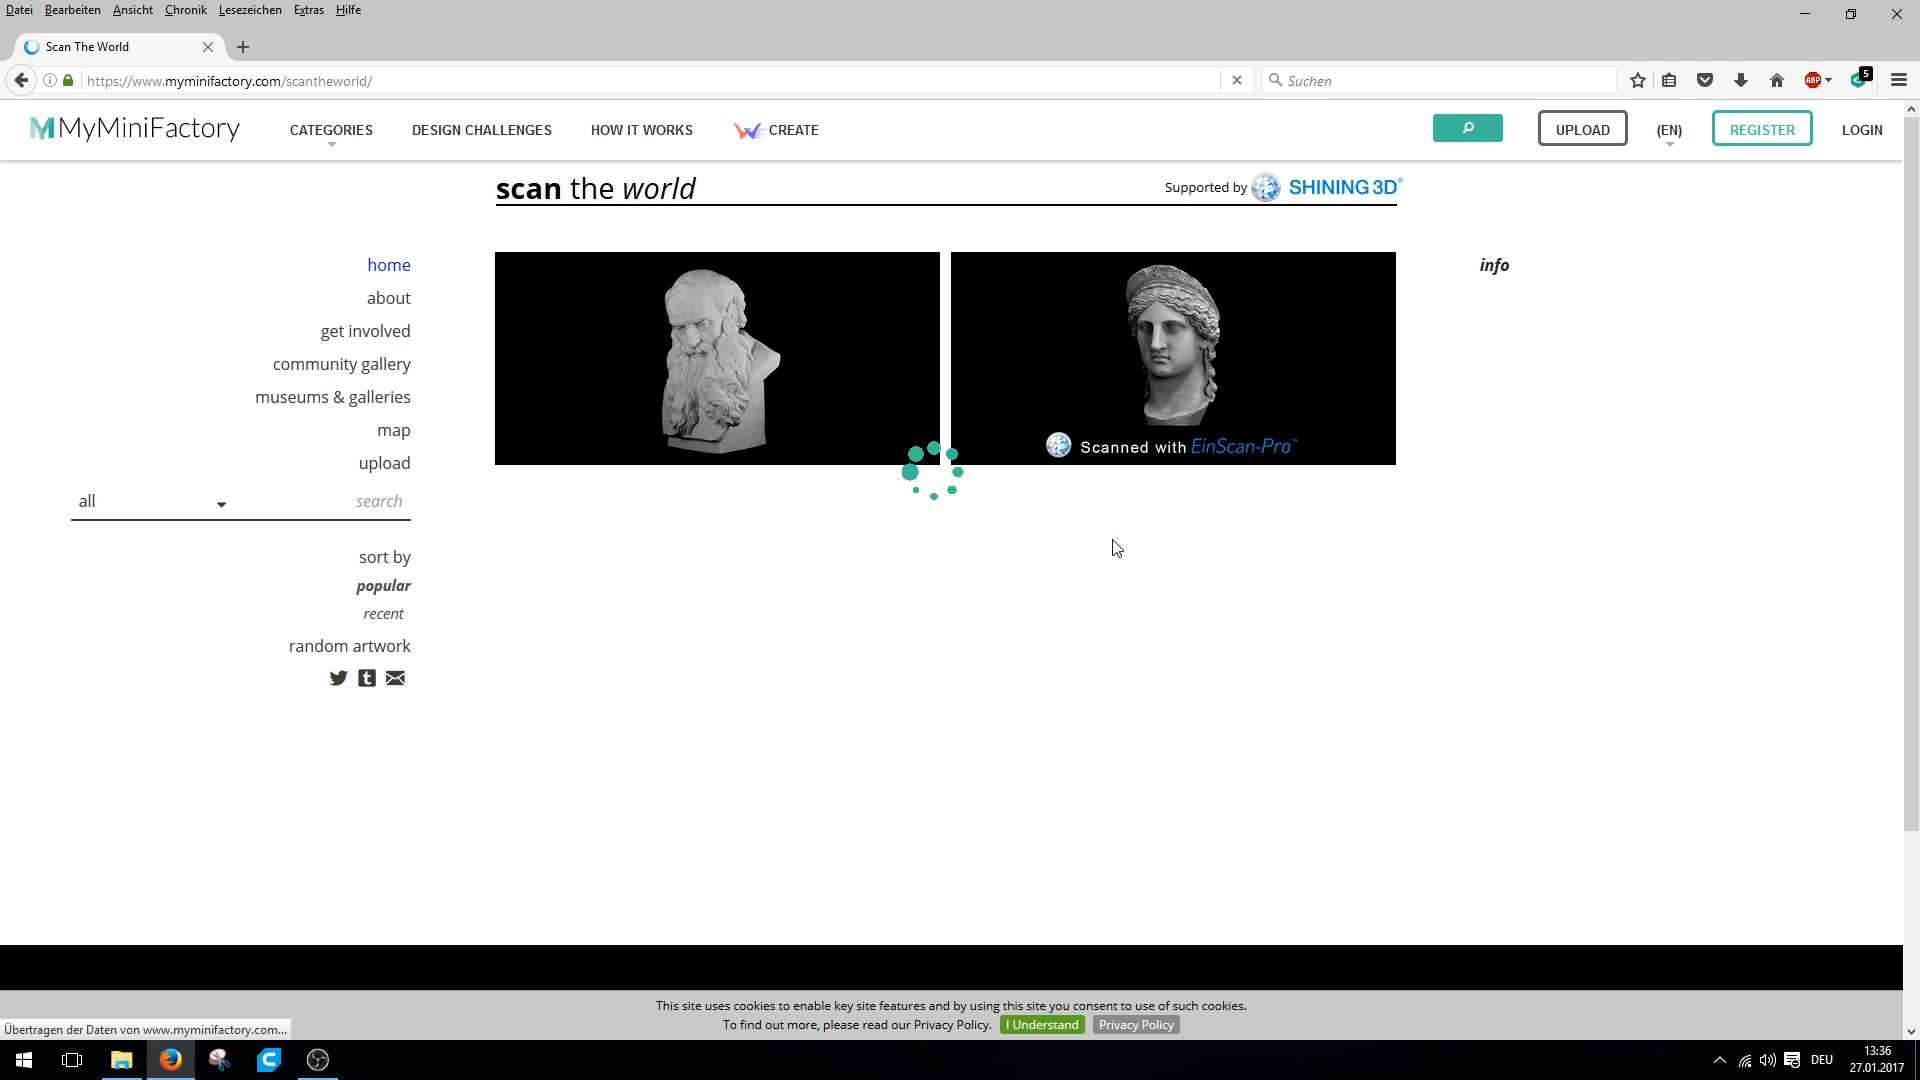 Datei Bearbeiten Ansicht Chronik Lesezeichen Extras Hilfe
Scan The World
https://www.myminifactory.com/scantheworld/
Suchen
ABP
5
MyMiniFactory
CATEGORIES
DESIGN CHALLENGES
HOW IT WORKS
CREATE
UPLOAD
(EN)
REGISTER
LOGIN
scan the world
Supported by SHINING 3D®
home
about
get involved
community gallery
museums & galleries
map
upload
all
search
sort by
popular
recent
random artwork
Scanned with EinScan-Pro™
info
This site uses cookies to enable key site features and by using this site you consent to use of such cookies.
To find out more, please read our Privacy Policy. I Understand Privacy Policy
Übertragen der Daten von www.myminifactory.com...
DEU
13:36
27.01.2017